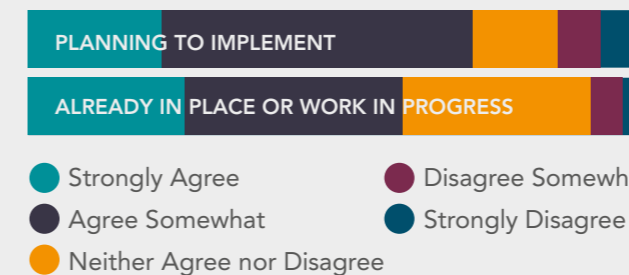 PLANNING TO IMPLEMENT
ALREADY IN PLACE OR WORK IN PROGRESS
Strongly Agree
Agree Somewhat
Neither Agree nor Disagree
Disagree Somewh
Strongly Disagree